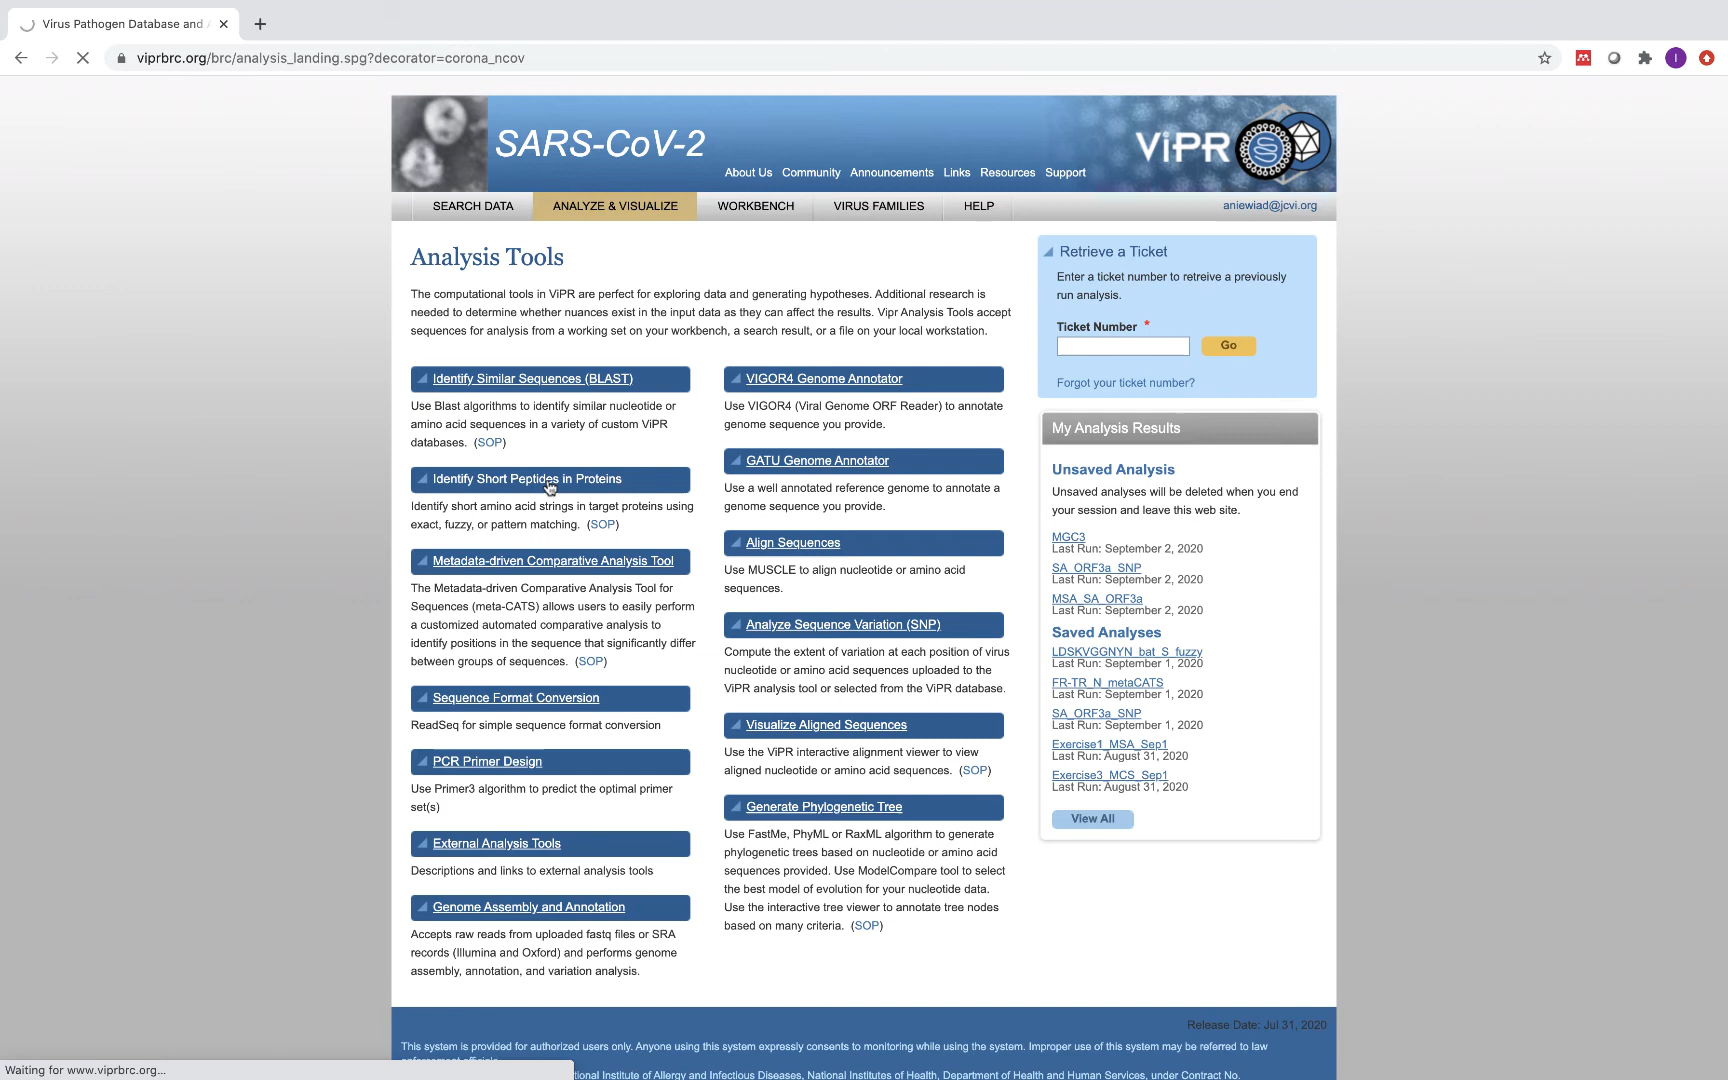 Virus Pathogen Database and
viprbrc.org/brc/analysis_landing.spg?decorator=corona_ncov
I
SARS-CoV-2
ViPR
About Us Community Announcements Links Resources Support
SEARCH DATA ANALYZE & VISUALIZE WORKBENCH VIRUS FAMILIES HELP
aniewiad@jcvi.org
Analysis Tools
The computational tools in ViPR are perfect for exploring data and generating hypotheses. Additional research is
needed to determine whether nuances exist in the input data as they can affect the results. Vipr Analysis Tools accept
sequences for analysis from a working set on your workbench, a search result, or a file on your local workstation.
Identify Similar Sequences (BLAST)
Use Blast algorithms to identify similar nucleotide or
amino acid sequences in a variety of custom ViPR
databases. (SOP)
Identify Short Peptides in Proteins
Identify short amino acid strings in target proteins using
exact, fuzzy, or pattern matching. (SOP)
Metadata-driven Comparative Analysis Tool
The Metadata-driven Comparative Analysis Tool for
Sequences (meta-CATS) allows users to easily perform
a customized automated comparative analysis to
identify positions in the sequence that significantly differ
between groups of sequences. (SOP)
Sequence Format Conversion
ReadSeq for simple sequence format conversion
PCR Primer Design
Use Primer3 algorithm to predict the optimal primer
set(s)
External Analysis Tools
Descriptions and links to external analysis tools
Genome Assembly and Annotation
Accepts raw reads from uploaded fastq files or SRA
records (Illumina and Oxford) and performs genome
assembly, annotation, and variation analysis.
VIGOR4 Genome Annotator
Use VIGOR4 (Viral Genome ORF Reader) to annotate
genome sequence you provide.
GATU Genome Annotator
Use a well annotated reference genome to annotate a
genome sequence you provide.
Align Sequences
Use MUSCLE to align nucleotide or amino acid
sequences.
Analyze Sequence Variation (SNP)
Compute the extent of variation at each position of virus
nucleotide or amino acid sequences uploaded to the
ViPR analysis tool or selected from the ViPR database.
Visualize Aligned Sequences
Use the ViPR interactive alignment viewer to view
aligned nucleotide or amino acid sequences. (SOP)
Generate Phylogenetic Tree
Use FastMe, PhyML or RaxML algorithm to generate
phylogenetic trees based on nucleotide or amino acid
sequences provided. Use ModelCompare tool to select
the best model of evolution for your nucleotide data.
Use the interactive tree viewer to annotate tree nodes
based on many criteria. (SOP)
Retrieve a Ticket
Enter a ticket number to retreive a previously
run analysis.
Ticket Number *
Go
Forgot your ticket number?
My Analysis Results
Unsaved Analysis
Unsaved analyses will be deleted when you end
your session and leave this web site.
MGC3
Last Run: September 2, 2020
SA_ORF3a_SNP
Last Run: September 2, 2020
MSA_SA_ORF3a
Last Run: September 2, 2020
Saved Analyses
LDSKVGGNYN_bat_S_fuzzy
Last Run: September 1, 2020
FR-TR_N_metaCATS
Last Run: September 1, 2020
SA_ORF3a_SNP
Last Run: September 1, 2020
Exercise1_MSA_Sep1
Last Run: August 31, 2020
Exercise3_MCS_Sep1
Last Run: August 31, 2020
View All
Release Date: Jul 31, 2020
This system is provided for authorized users only. Anyone using this system expressly consents to monitoring while using the system. Improper use of this system may be referred to law
Waiting for www.viprbrc.org...
Institute of Allergy and Infectious Diseases, National Institutes of Health, Department of Health and Human Services, under Contract No.